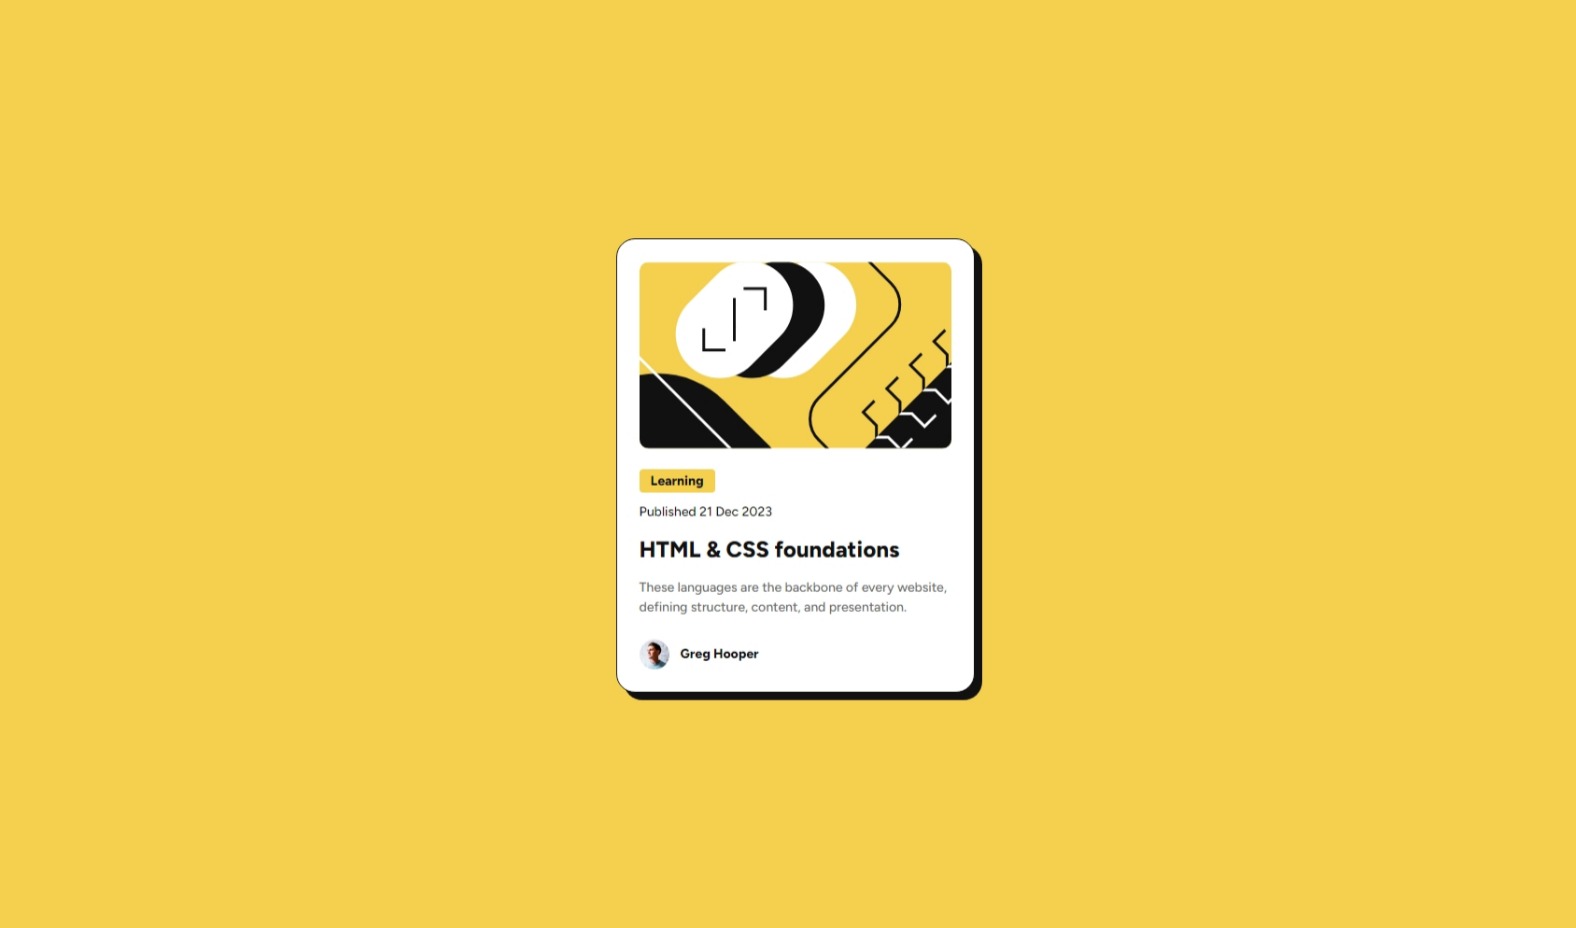 Learning
Published 21 Dec 2023
HTML & CSS foundations
These languages are the backbone of every website,
defining structure, content, and presentation.
Greg Hooper